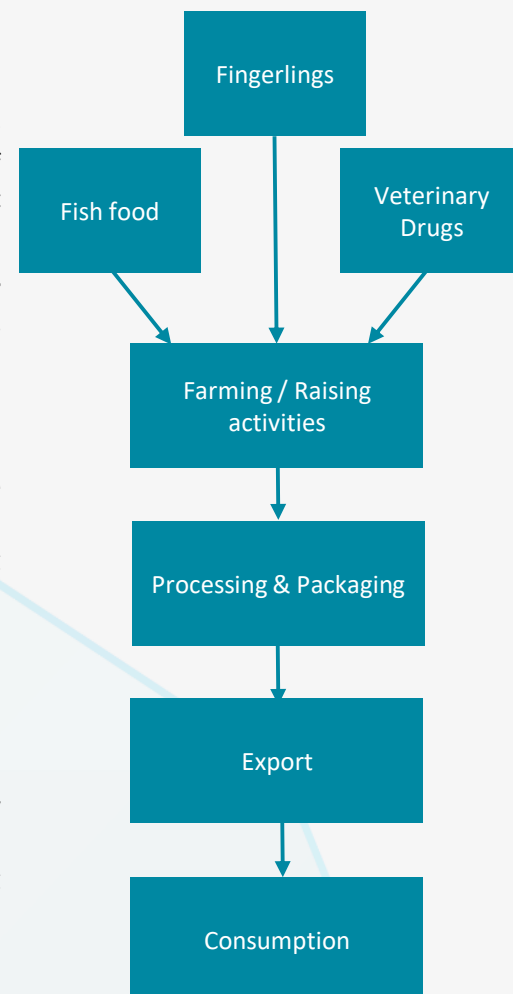 Fingerlings
Fish food
Veterinary
Drugs
Farming / Raising
activities
Processing & Packaging
Export
Consumption